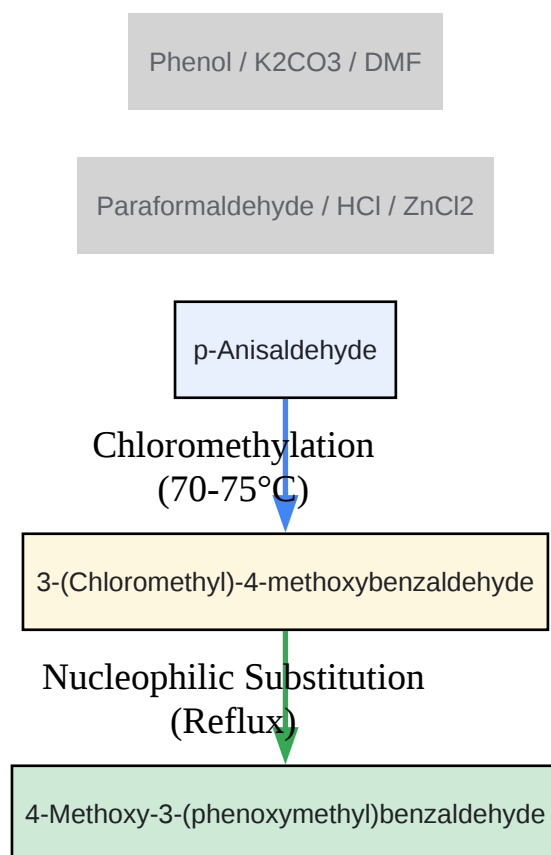 Phenol / K2CO3 / DMF
Paraformaldehyde / HCl / ZnCl2
p-Anisaldehyde
Chloromethylation
(70-75°C)
3-(Chloromethyl)-4-methoxybenzaldehyde
Nucleophilic Substitution
(Reflux)
4-Methoxy-3-(phenoxymethyl)benzaldehyde